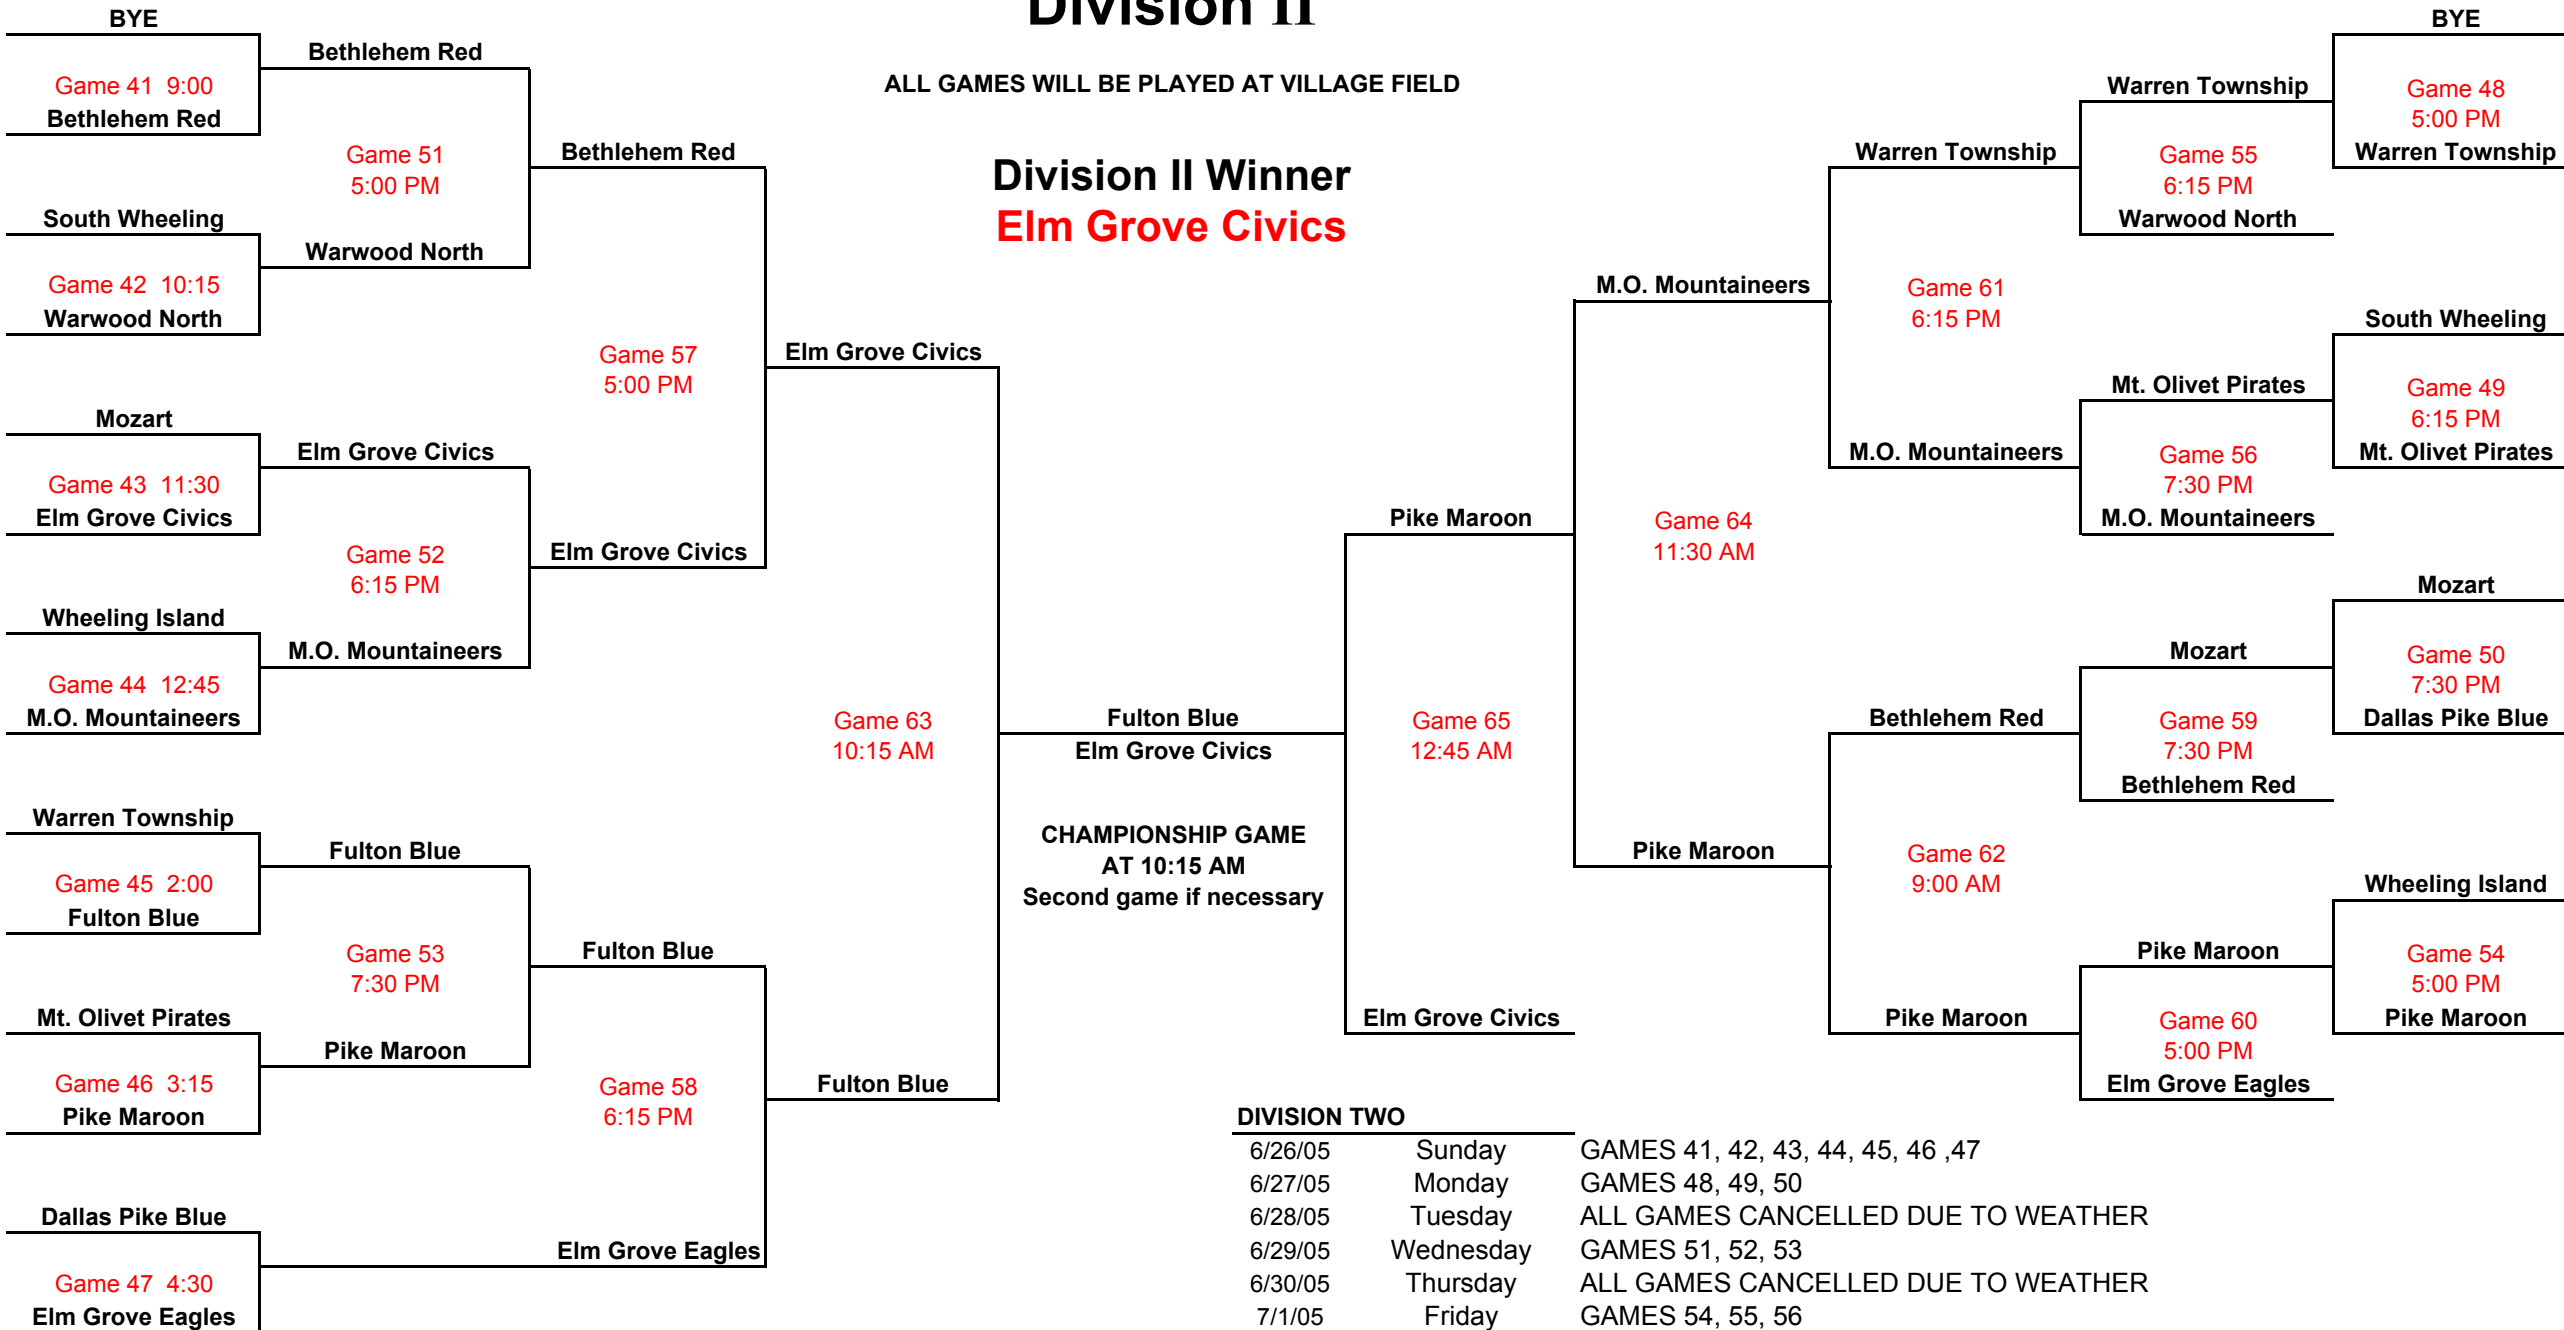 Division II
ALL GAMES WILL BE PLAYED AT VILLAGE FIELD
Division II Winner
Elm Grove Civics
BYE
Game 41 9:00
Bethlehem Red
South Wheeling
Game 42 10:15
Warwood North
Mozart
Game 43 11:30
Elm Grove Civics
Wheeling Island
Game 44 12:45
M.O. Mountaineers
Warren Township
Game 45 2:00
Fulton Blue
Mt. Olivet Pirates
Game 46 3:15
Pike Maroon
Dallas Pike Blue
Game 47 4:30
Elm Grove Eagles
Bethlehem Red
Game 51
5:00 PM
Warwood North
Elm Grove Civics
Game 52
6:15 PM
M.O. Mountaineers
Fulton Blue
Game 53
7:30 PM
Pike Maroon
Bethlehem Red
Game 57
5:00 PM
Elm Grove Civics
Fulton Blue
Game 58
6:15 PM
Elm Grove Eagles
Elm Grove Civics
Game 63
10:15 AM
Fulton Blue
Fulton Blue
Elm Grove Civics
CHAMPIONSHIP GAME
AT 10:15 AM
Second game if necessary
Pike Maroon
Game 65
12:45 AM
Elm Grove Civics
M.O. Mountaineers
Game 64
11:30 AM
Pike Maroon
Warren Township
Game 61
6:15 PM
M.O. Mountaineers
Bethlehem Red
Game 62
9:00 AM
Pike Maroon
Warren Township
Game 55
6:15 PM
Warwood North
Mt. Olivet Pirates
Game 56
7:30 PM
M.O. Mountaineers
Mozart
Game 59
7:30 PM
Bethlehem Red
Pike Maroon
Game 60
5:00 PM
Elm Grove Eagles
BYE
Game 48
5:00 PM
Warren Township
South Wheeling
Game 49
6:15 PM
Mt. Olivet Pirates
Mozart
Game 50
7:30 PM
Dallas Pike Blue
Wheeling Island
Game 54
5:00 PM
Pike Maroon
DIVISION TWO
6/26/05 Sunday GAMES 41, 42, 43, 44, 45, 46 ,47
6/27/05 Monday GAMES 48, 49, 50
6/28/05 Tuesday ALL GAMES CANCELLED DUE TO WEATHER
6/29/05 Wednesday GAMES 51, 52, 53
6/30/05 Thursday ALL GAMES CANCELLED DUE TO WEATHER
7/1/05 Friday GAMES 54, 55, 56